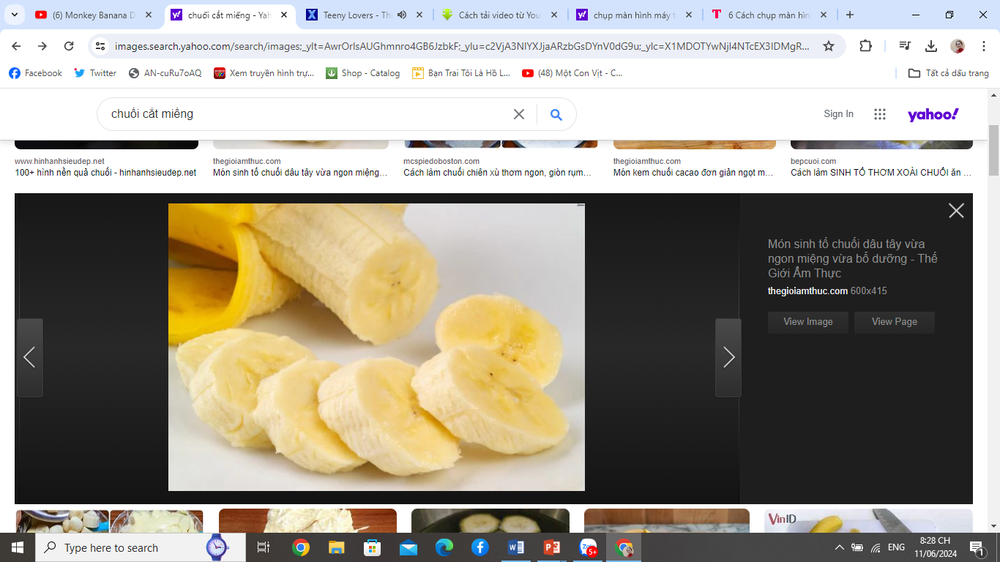 (6) Monkey Banana D
chuối cắt miếng - Yah
Teeny Lovers - Th
Cách tải video từ You
chụp màn hình máy t
6 Cách chụp màn hìn
images.search.yahoo.com/search/images;_ylt=AwrOrlsAUGhmnro4GB6JzbkF;_ylu=c2VjA3NlYXJjaARzbGsDYnV0dG9u;_ylc=X1MDOTYwNjI4NTcEX3IDMgR...
Facebook
Twitter
AN-cuRu7oAQ
Xem truyền hình trự...
Shop - Catalog
Bạn Trai Tôi Là Hồ L...
(48) Một Con Vịt - C...
Tất cả dấu trang
chuối cắt miếng
Sign In
yahoo!
www.hinhanhsieudep.net
100+ hình nền quả chuối - hinhanhsieudep.net
thegioiamthuc.com
Món sinh tố chuối dâu tây vừa ngon miệng...
mcspiedoboston.com
Cách làm chuối chiên xù thơm ngon, giòn rụm...
thegioiamthuc.com
Món kem chuối cacao đơn giản ngọt m...
bepcuoi.com
Cách làm SINH TỐ THƠM XOÀI CHUỐI ăn ...
Món sinh tố chuối dâu tây vừa
ngon miệng vừa bổ dưỡng - Thế
Giới Ẩm Thực
thegioiamthuc.com 600x415
View Image
View Page
VinID
Type here to search
5+
ENG
8:28 CH
11/06/2024
1